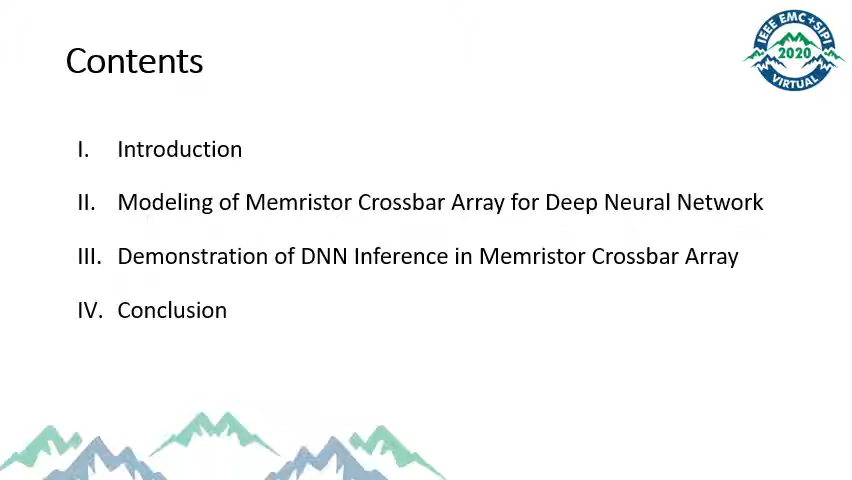 Contents
IEEE EMC+SIPI
2020
VIRTUAL
I. Introduction
II. Modeling of Memristor Crossbar Array for Deep Neural Network
III. Demonstration of DNN Inference in Memristor Crossbar Array
IV. Conclusion